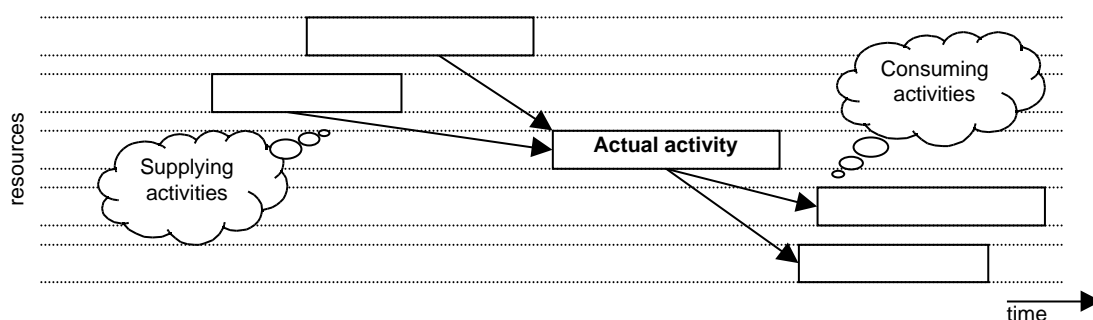 Consuming
activities
Actual activity
Supplying
activities
resources
time